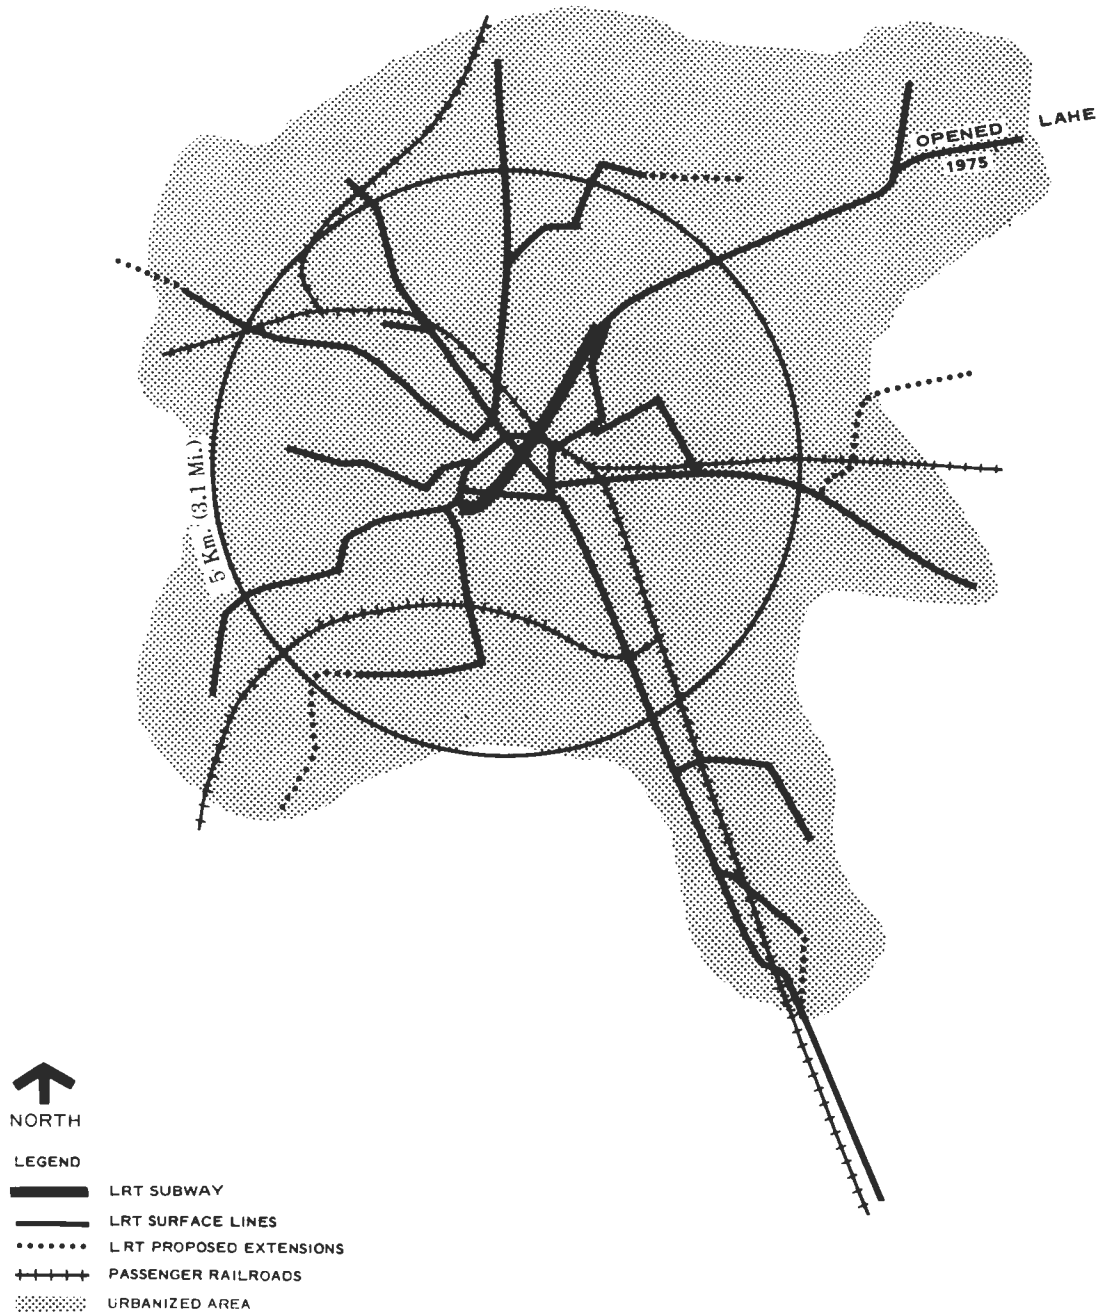 LAHE
OPENED
1975
5 Km. (3.1 Mi.)
NORTH
LEGEND
LRT SUBWAY
LRT SURFACE LINES
LRT PROPOSED EXTENSIONS
PASSENGER RAILROADS
URBANIZED AREA